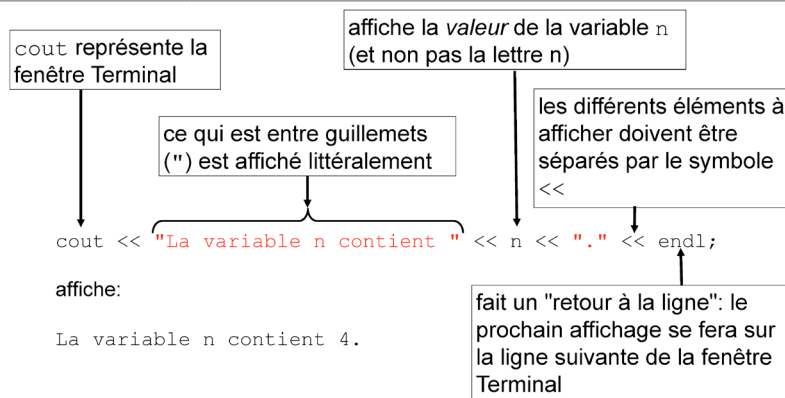 cout représente la
fenêtre Terminal
affiche la valeur de la variable n
(et non pas la lettre n)
ce qui est entre guillemets
(") est affiché littéralement
les différents éléments à
afficher doivent être
séparés par le symbole
<<
cout << "La variable n contient " << n << "." << endl;
affiche:
La variable n contient 4.
fait un "retour à la ligne": le
prochain affichage se fera sur
la ligne suivante de la fenêtre
Terminal